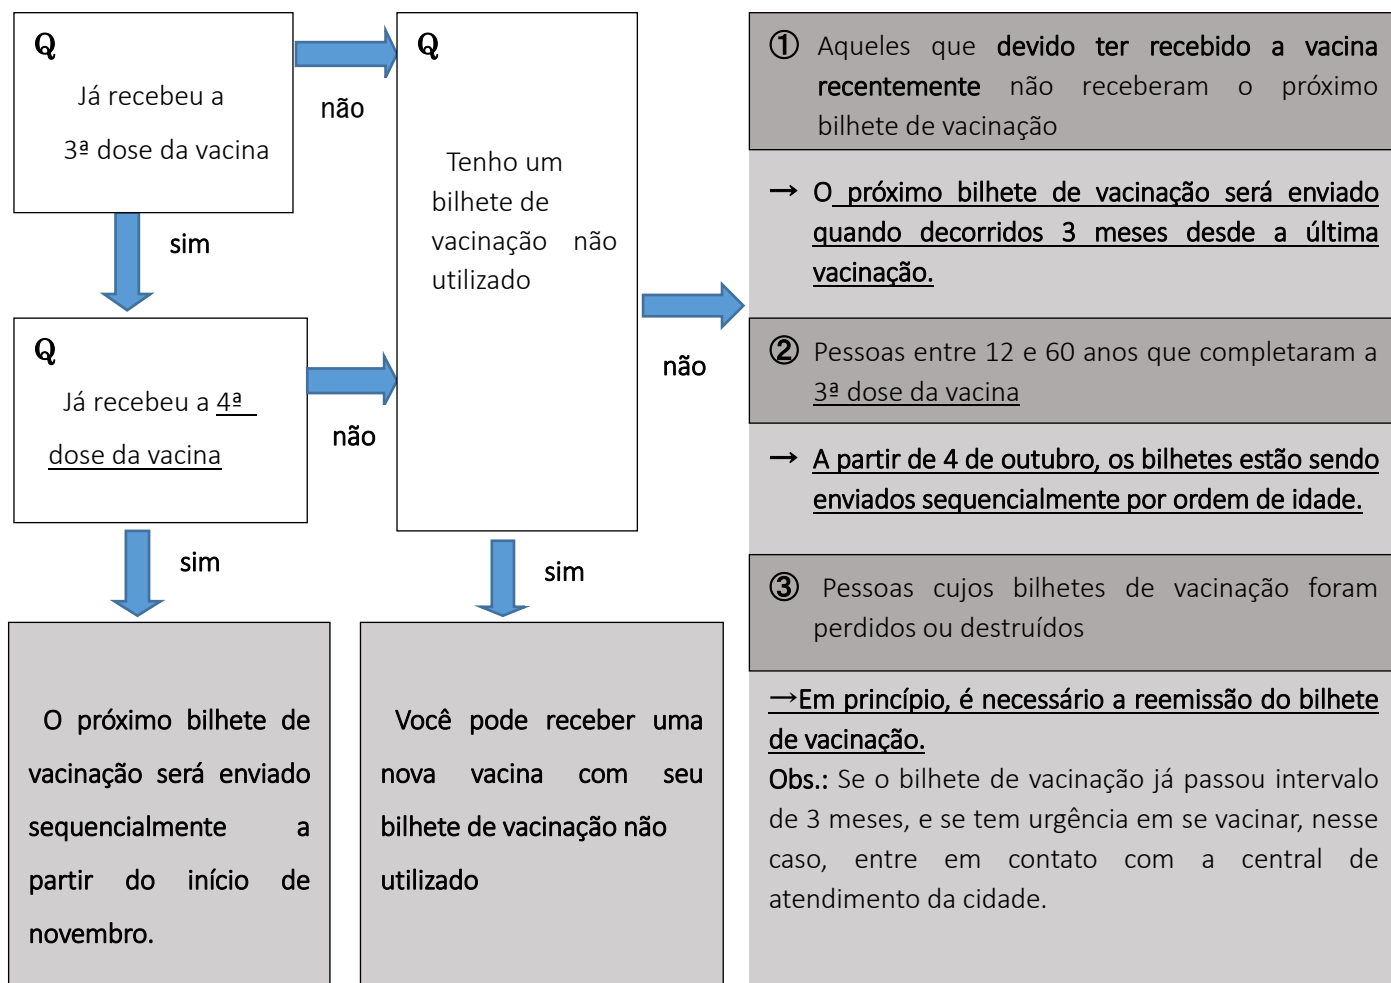 Q
Já recebeu a
3ª dose da vacina
não
sim
Q
Já recebeu a 4ª
dose da vacina
não
sim
Q
Tenho um
bilhete de
vacinação não
utilizado
não
sim
O próximo bilhete de
vacinação será enviado
sequencialmente a
partir do início de
novembro.
Você pode receber uma
nova vacina com seu
bilhete de vacinação não
utilizado
① Aqueles que devido ter recebido a vacina
recentemente não receberam o próximo
bilhete de vacinação
→ O próximo bilhete de vacinação será enviado
quando decorridos 3 meses desde a última
vacinação.
② Pessoas entre 12 e 60 anos que completaram a
3ª dose da vacina
→ A partir de 4 de outubro, os bilhetes estão sendo
enviados sequencialmente por ordem de idade.
③ Pessoas cujos bilhetes de vacinação foram
perdidos ou destruídos
→Em princípio, é necessário a reemissão do bilhete
de vacinação.
Obs.: Se o bilhete de vacinação já passou intervalo
de 3 meses, e se tem urgência em se vacinar, nesse
caso, entre em contato com a central de
atendimento da cidade.